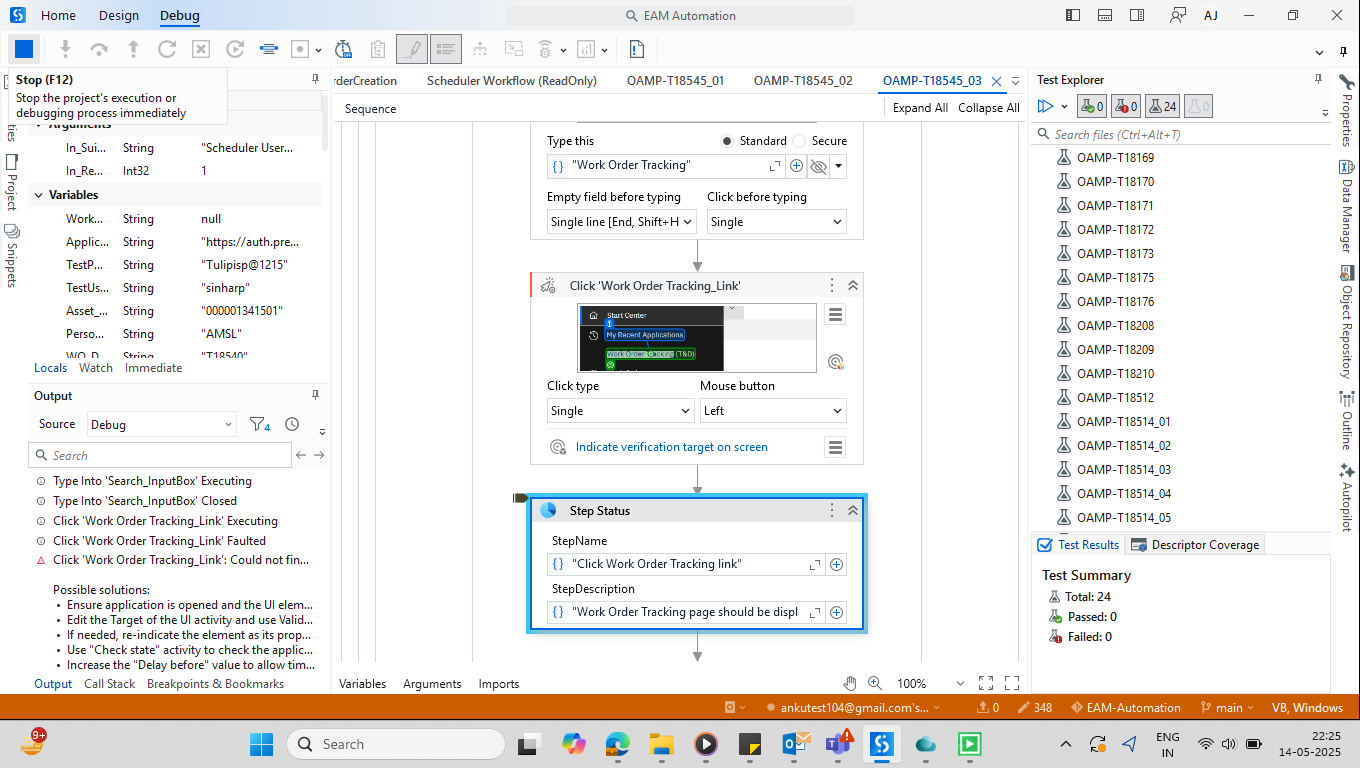 Home Design Debug EAM Automation AJ
Stop (F12)
Stop the project's execution or
debugging process immediately
Arguments
In_Sui... String "Scheduler User...
In_Re... Int32 1
Variables
Work... String null
Applic... String "https://auth.pre...
TestP... String "Tulipisp@1215"
TestUs... String "sinharp"
Asset_... String "000001341501"
Perso... String "AMSL"
WO_D... String "T18540"
Locals Watch Immediate
Output
Source Debug 4
Search
Type Into 'Search_InputBox' Executing
Type Into 'Search_InputBox' Closed
Click 'Work Order Tracking_Link' Executing
Click 'Work Order Tracking_Link' Faulted
Click 'Work Order Tracking_Link': Could not fin...
Possible solutions:
• Ensure application is opened and the UI elem...
• Edit the Target of the UI activity and use Valid...
• If needed, re-indicate the element as its prop...
• Use "Check state" activity to check the applic...
• Increase the "Delay before" value to allow tim...
Output Call Stack Breakpoints & Bookmarks
Project
Snippets
rderCreation Scheduler Workflow (ReadOnly) OAMP-T18545_01 OAMP-T18545_02 OAMP-T18545_03
Sequence Expand All Collapse All
Type this Standard Secure
"Work Order Tracking"
Empty field before typing Click before typing
Single line [End, Shift+H Single
Click 'Work Order Tracking_Link'
Start Center
My Recent Applications
Work Order Tracking (T&D)
Click type Mouse button
Single Left
Indicate verification target on screen
Step Status
StepName
"Click Work Order Tracking link"
StepDescription
"Work Order Tracking page should be displ
Variables Arguments Imports 100%
Test Explorer
0 0 24 0
Search files (Ctrl+Alt+T)
OAMP-T18169
OAMP-T18170
OAMP-T18171
OAMP-T18172
OAMP-T18173
OAMP-T18175
OAMP-T18176
OAMP-T18208
OAMP-T18209
OAMP-T18210
OAMP-T18512
OAMP-T18514_01
OAMP-T18514_02
OAMP-T18514_03
OAMP-T18514_04
OAMP-T18514_05
Test Results Descriptor Coverage
Test Summary
Total: 24
Passed: 0
Failed: 0
Properties
Data Manager
Object Repository
Outline
Autopilot
ankutest104@gmail.com's... 0 348 EAM-Automation main VB, Windows
9+ Search ENG
IN 22:25
14-05-2025